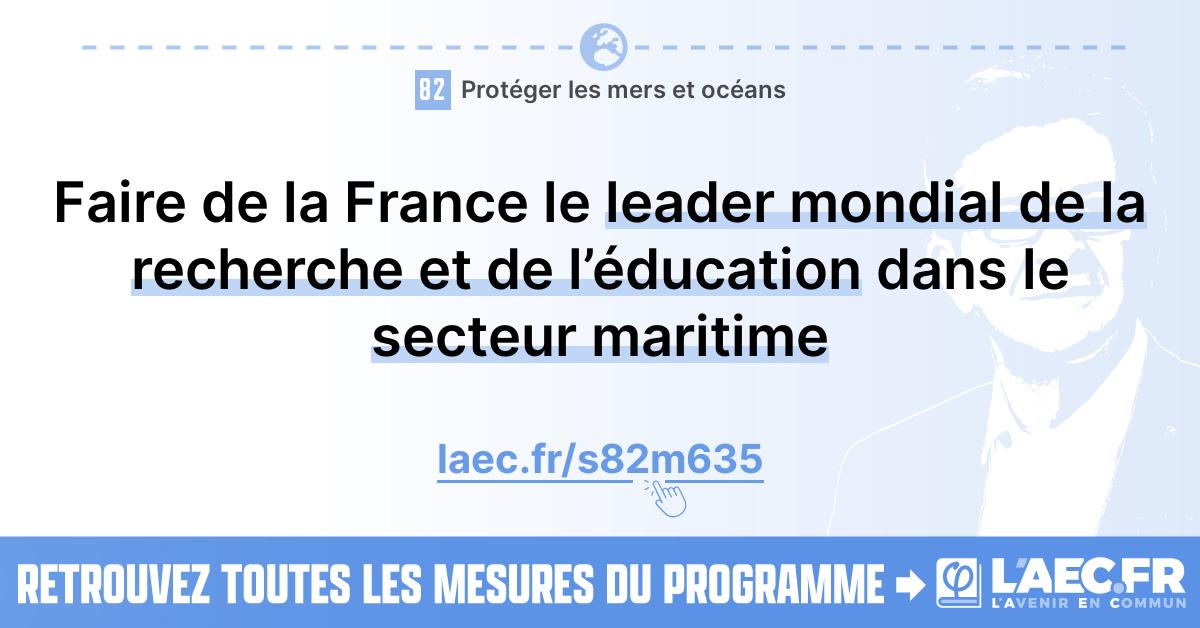 82 Protéger les mers et océans
Faire de la France le leader mondial de la
recherche et de l’éducation dans le
secteur maritime
laec.fr/s82m635
RETROUVEZ TOUTES LES MESURES DU PROGRAMME
φ L'AEC.FR
L'AVENIR EN COMMUN